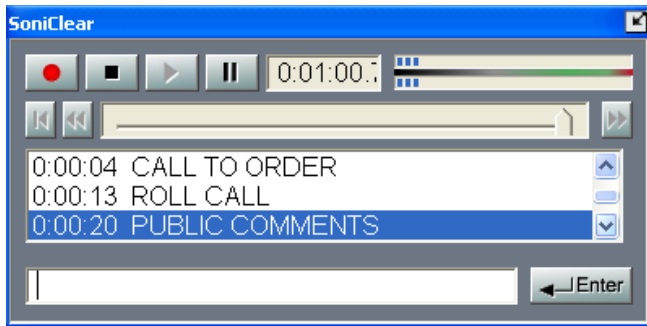 SoniClear
0:01:00.
0:00:04 CALL TO ORDER
0:00:13 ROLL CALL
0:00:20 PUBLIC COMMENTS
Enter